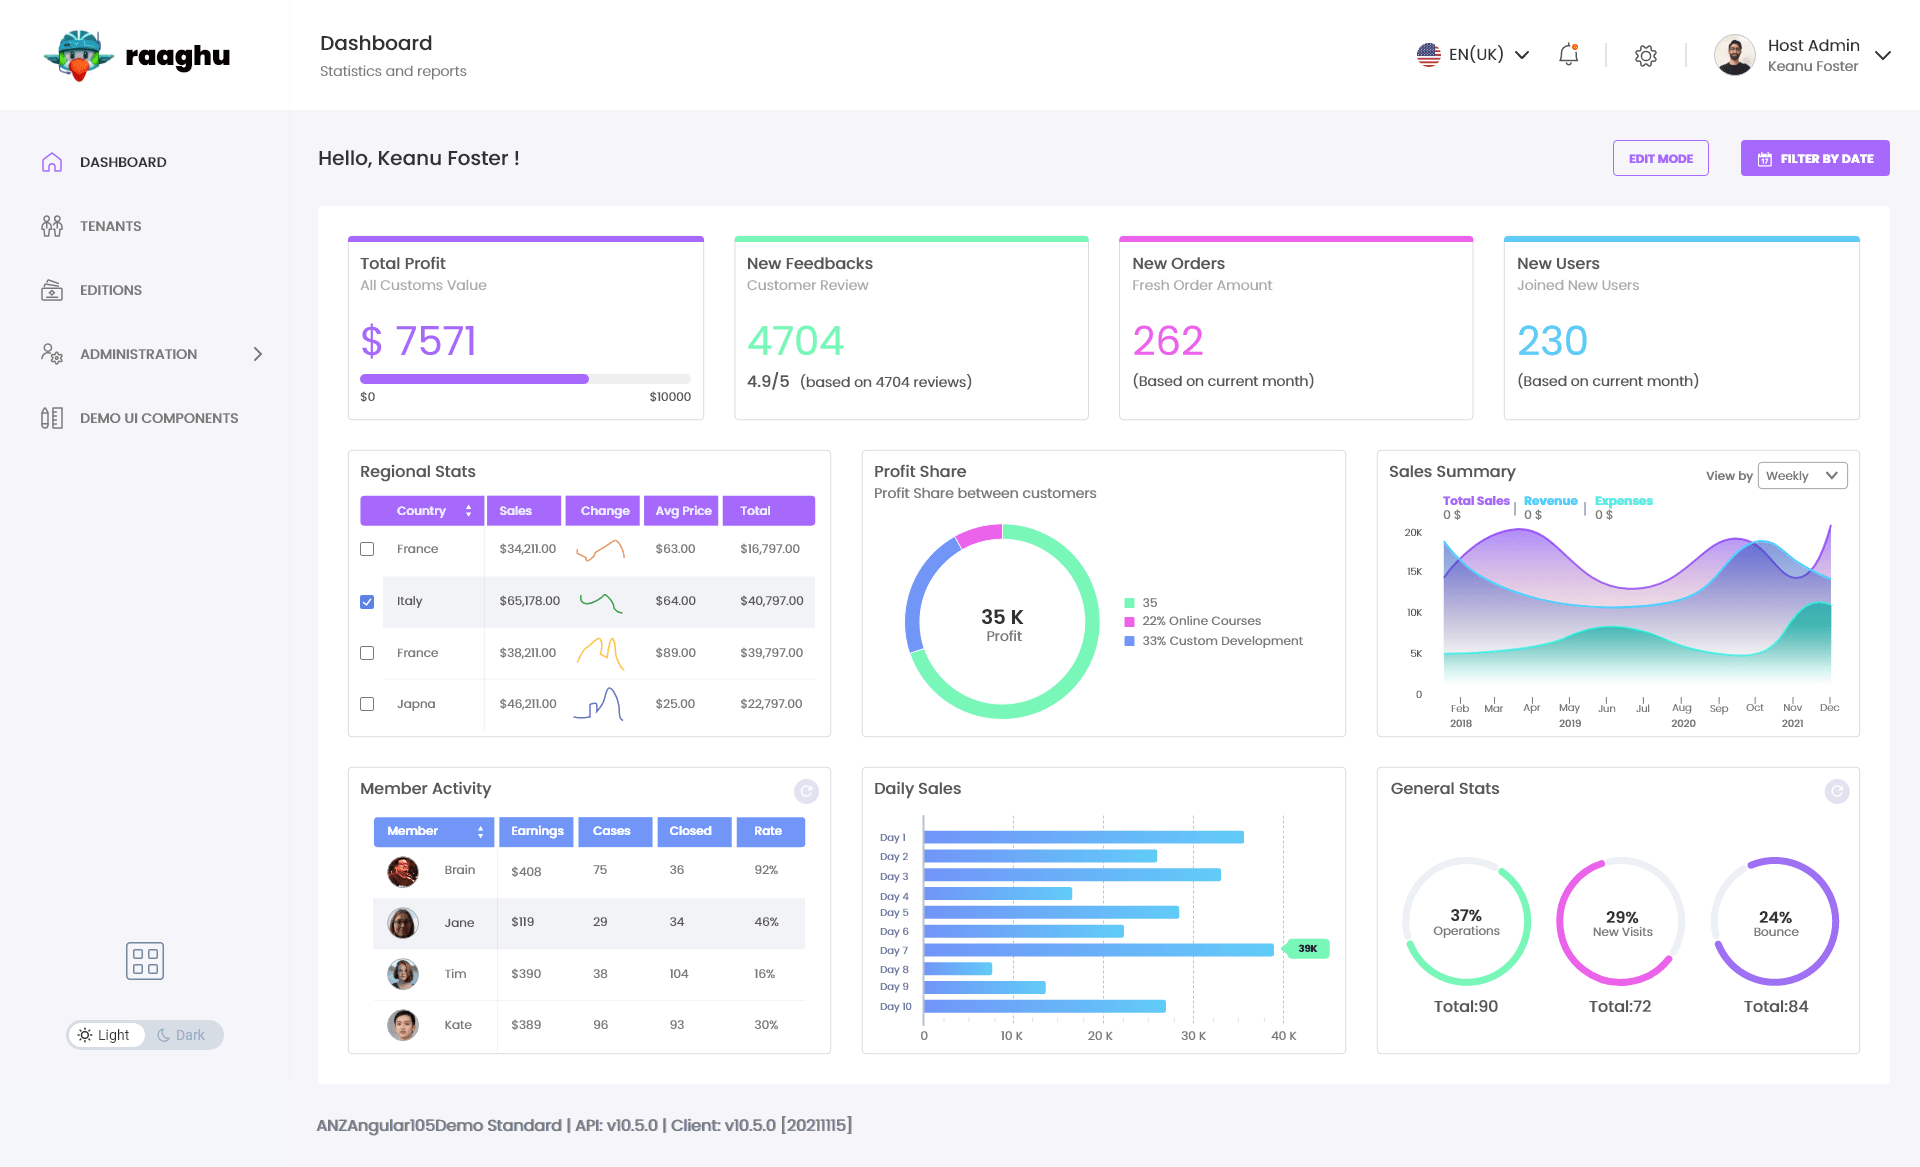 raaghu
Dashboard
Statistics and reports
EN(UK)
Host Admin
Keanu Foster
DASHBOARD
TENANTS
EDITIONS
ADMINISTRATION
DEMO UI COMPONENTS
Light
Dark
Hello, Keanu Foster !
EDIT MODE
17
FILTER BY DATE
Total Profit
All Customs Value
$ 7571
$0
$10000
New Feedbacks
Customer Review
4704
4.9/5 (based on 4704 reviews)
New Orders
Fresh Order Amount
262
(Based on current month)
New Users
Joined New Users
230
(Based on current month)
Regional Stats
Country Sales Change Avg Price Total
France $34,211.00 $63.00 $16,797.00
Italy $65,178.00 $64.00 $40,797.00
France $38,211.00 $89.00 $39,797.00
Japna $46,211.00 $25.00 $22,797.00
Profit Share
Profit Share between customers
35 K
Profit
35
22% Online Courses
33% Custom Development
Sales Summary
View by Weekly
Total Sales Revenue Expenses
0 $ 0 $ 0 $
20K
15K
10K
5K
0
Feb Mar Apr May Jun Jul Aug Sep Oct Nov Dec
2018 2019 2020 2021
Member Activity
Member Earnings Cases Closed Rate
Brain $408 75 36 92%
Jane $119 29 34 46%
Tim $390 38 104 16%
Kate $389 96 93 30%
Daily Sales
Day 1
Day 2
Day 3
Day 4
Day 5
Day 6
Day 7
39K
Day 8
Day 9
Day 10
0 10 K 20 K 30 K 40 K
General Stats
37%
Operations
Total:90
29%
New Visits
Total:72
24%
Bounce
Total:84
ANZAngular105Demo Standard | API: v10.5.0 | Client: v10.5.0 [20211115]